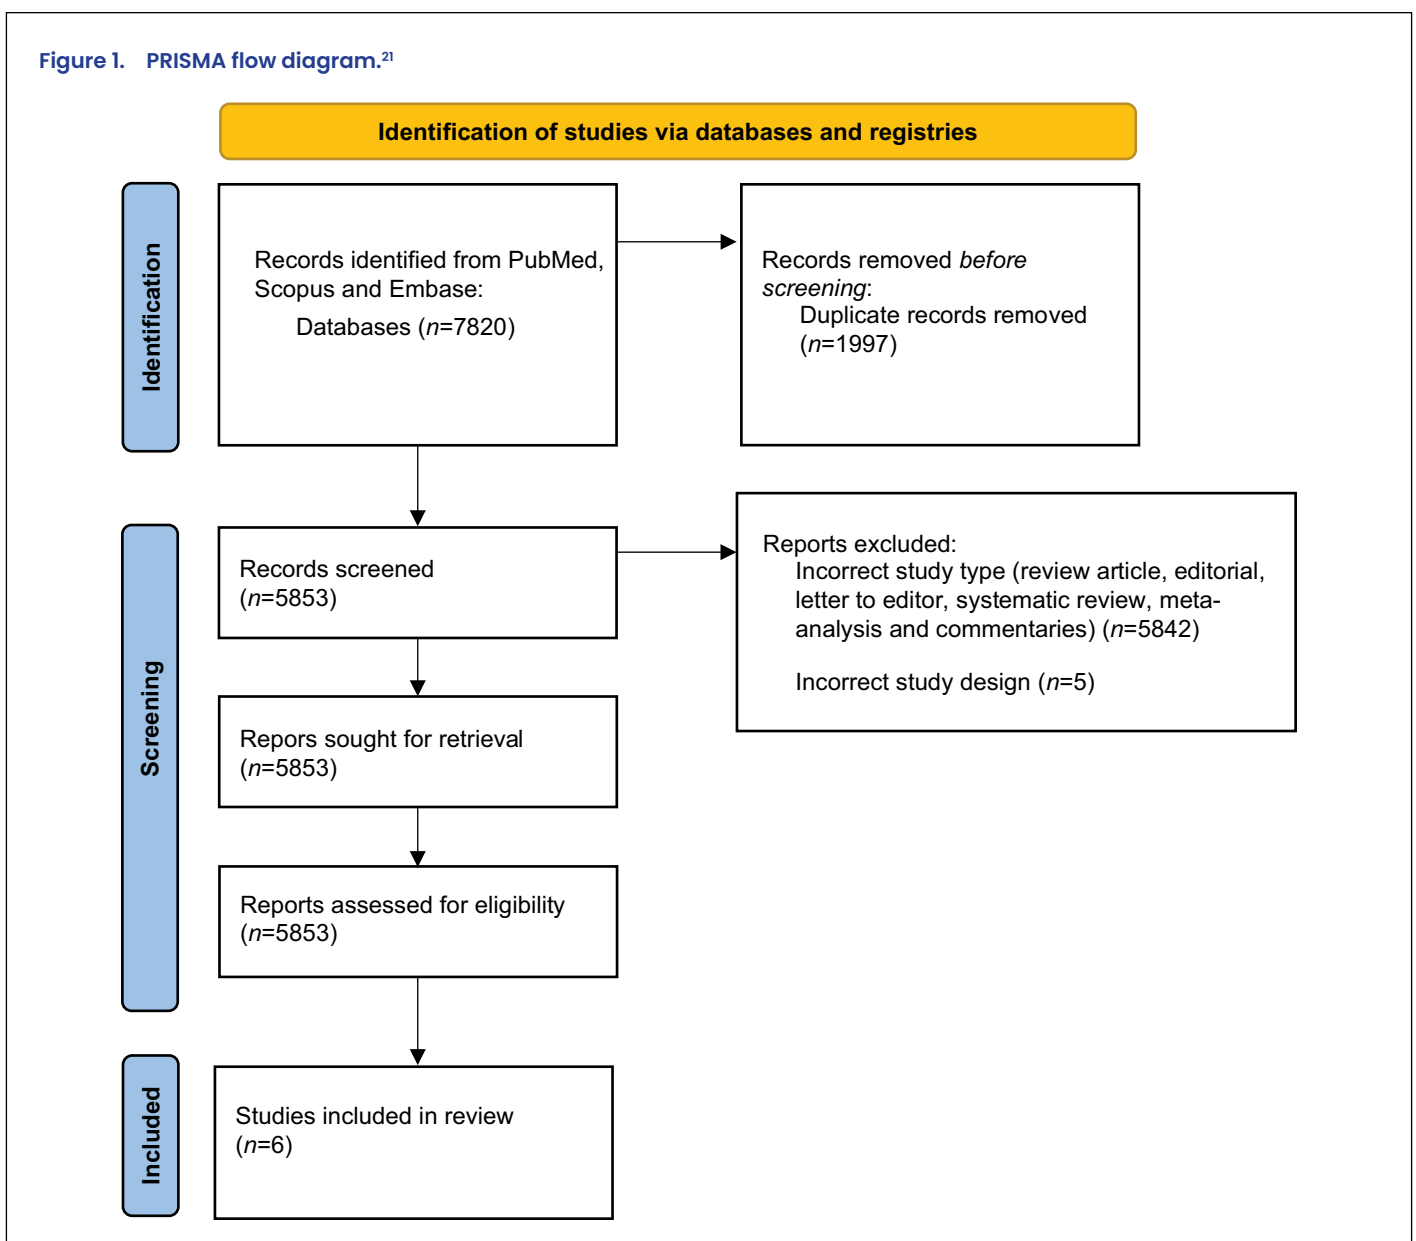 Figure 1. PRISMA flow diagram.21
Identification of studies via databases and registries
Identification
Records identified from PubMed,
Scopus and Embase:
Databases (n=7820)
Records removed before
screening:
Duplicate records removed
(n=1997)
Screening
Records screened
(n=5853)
Reports excluded:
Incorrect study type (review article, editorial,
letter to editor, systematic review, meta-
analysis and commentaries) (n=5842)
Incorrect study design (n=5)
Repors sought for retrieval
(n=5853)
Reports assessed for eligibility
(n=5853)
Included
Studies included in review
(n=6)